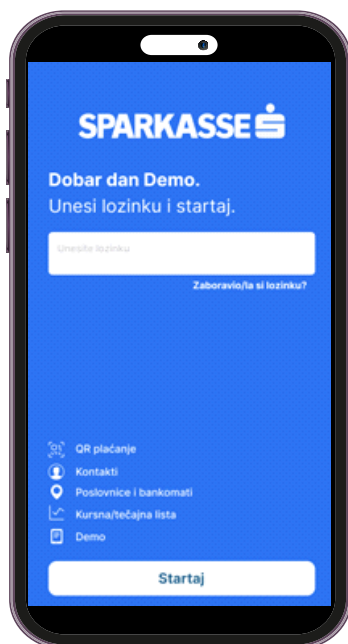 SPARKASSE
Dobar dan Demo.
Unesi lozinku i startaj.
Unesite lozinku
Zaboravio/la si lozinku?
QR plaćanje
Kontakti
Poslovnice i bankomati
Kursna/tečajna lista
Demo
Startaj